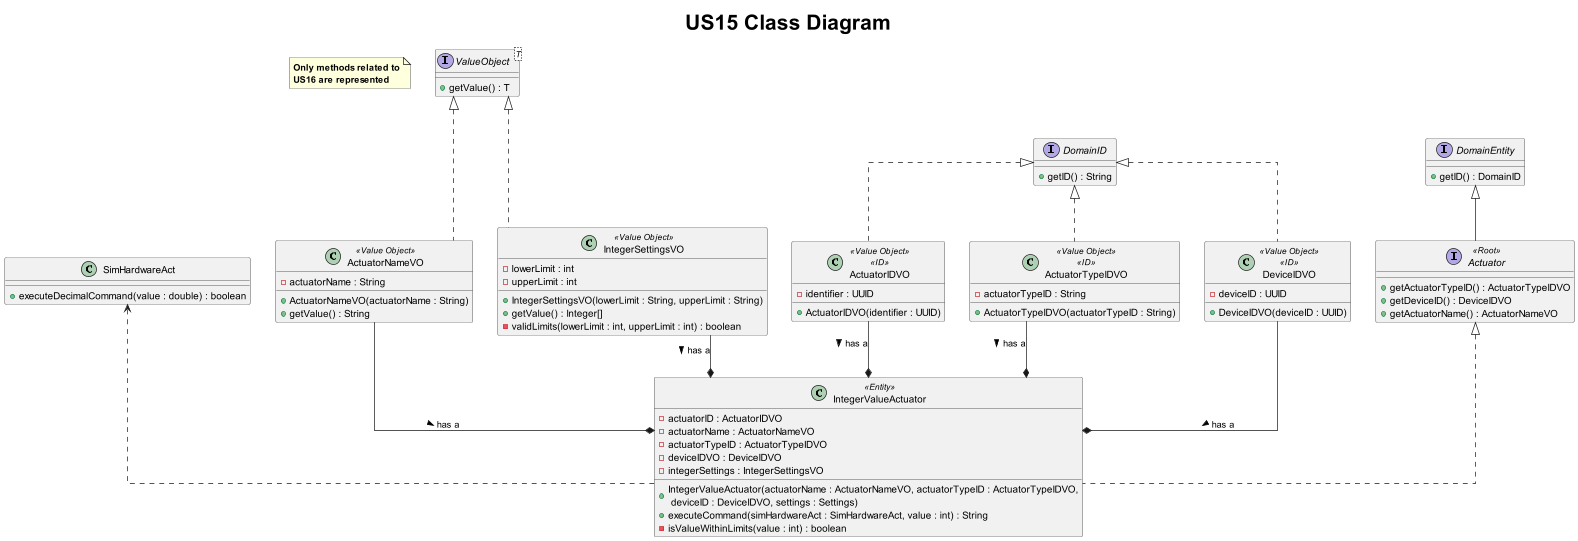 US15 Class Diagram
Only methods related to
US16 are represented
I ValueObject
T
getValue() : T
I DomainID
getID() : String
I DomainEntity
getID() : DomainID
C SimHardwareAct
executeDecimalCommand(value : double) : boolean
«Value Object»
C ActuatorNameVO
actuatorName : String
ActuatorNameVO(actuatorName : String)
getValue() : String
«Value Object»
C IntegerSettingsVO
lowerLimit : int
upperLimit : int
IntegerSettingsVO(lowerLimit : String, upperLimit : String)
getValue() : Integer[]
validLimits(lowerLimit : int, upperLimit : int) : boolean
«Value Object»
«ID»
C ActuatorIDVO
identifier : UUID
ActuatorIDVO(identifier : UUID)
«Value Object»
«ID»
C ActuatorTypeIDVO
actuatorTypeID : String
ActuatorTypeIDVO(actuatorTypeID : String)
«Value Object»
«ID»
C DeviceIDVO
deviceID : UUID
DeviceIDVO(deviceID : UUID)
«Root»
I Actuator
getActuatorTypeID() : ActuatorTypeIDVO
getDeviceID() : DeviceIDVO
getActuatorName() : ActuatorNameVO
has a
has a
has a
has a
has a
«Entity»
C IntegerValueActuator
actuatorID : ActuatorIDVO
actuatorName : ActuatorNameVO
actuatorTypeID : ActuatorTypeIDVO
deviceIDVO : DeviceIDVO
integerSettings : IntegerSettingsVO
IntegerValueActuator(actuatorName : ActuatorNameVO, actuatorTypeID : ActuatorTypeIDVO,
deviceID : DeviceIDVO, settings : Settings)
executeCommand(simHardwareAct : SimHardwareAct, value : int) : String
isValueWithinLimits(value : int) : boolean